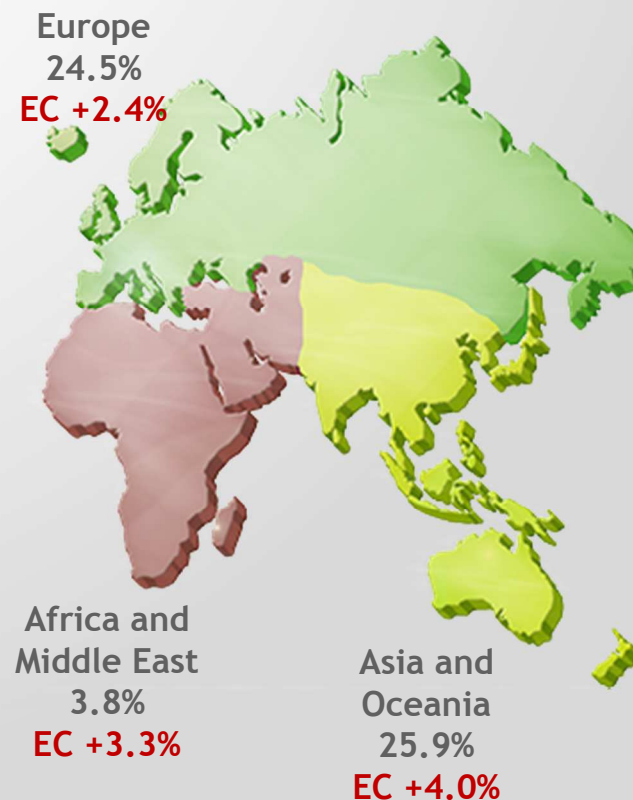 Europe
24.5%
EC +2.4%
Africa and
Middle East
3.8%
EC +3.3%
Asia and
Oceania
25.9%
EC +4.0%